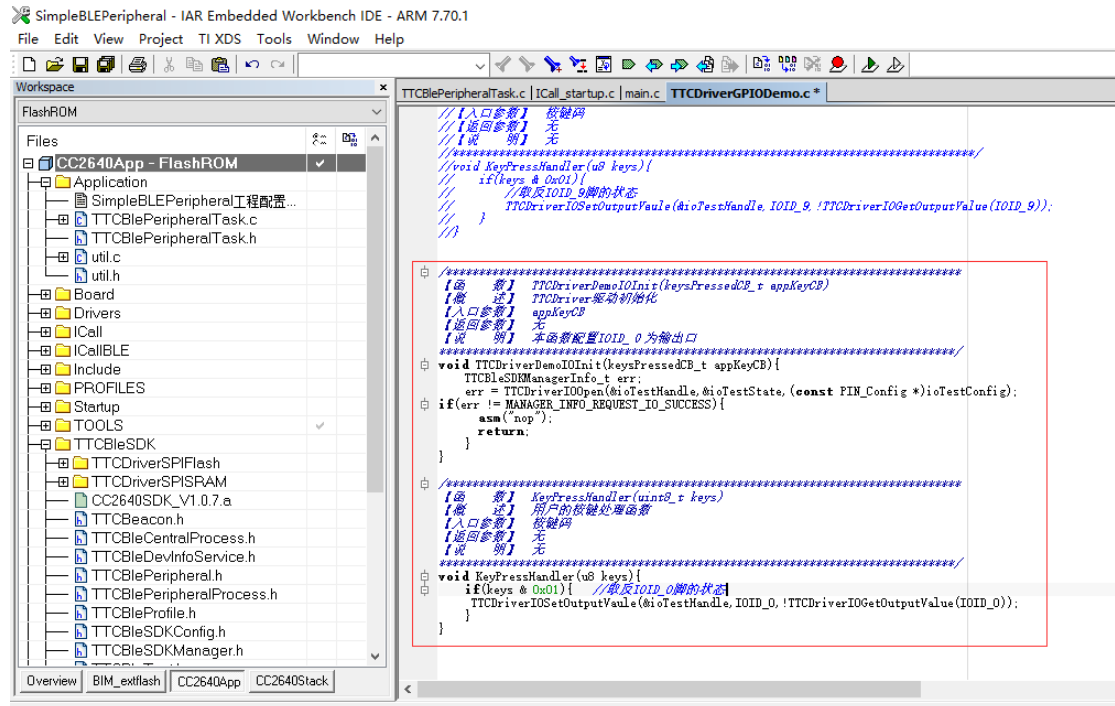 SimpleBLEPeripheral - IAR Embedded Workbench IDE - ARM 7.70.1
File Edit View Project TI XDS Tools Window Help
Workspace
FlashROM
Files
CC2640App - FlashROM
Application
SimpleBLEPeripheral工程配置...
TTCBlePeripheralTask.c
TTCBlePeripheralTask.h
util.c
util.h
Board
Drivers
ICall
ICallBLE
Include
PROFILES
Startup
TOOLS
TTCBleSDK
TTCDriverSPIFlash
TTCDriverSPISRAM
CC2640SDK_V1.0.7.a
TTCBeacon.h
TTCBleCentralProcess.h
TTCBleDevInfoService.h
TTCBlePeripheral.h
TTCBlePeripheralProcess.h
TTCBleProfile.h
TTCBleSDKConfig.h
TTCBleSDKManager.h
Overview BIM_extflash CC2640App CC2640Stack
TTCBlePeripheralTask.c ICall_startup.c main.c TTCDriverGPIODemo.c *
//【入口参数】 按键码
//【返回参数】 无
//【说 明】 无
//*****************************************************************************/
//void KeyPressHandler(u8 keys){
// if(keys & 0x01){
// //取反IOID_9脚的状态
// TTCDriverIOSetOutputVaule(&ioTestHandle,IOID_9,!TTCDriverIOGetOutputValue(IOID_9));
// }
//}
/******************************************************************************
【函 数】 TTCDriverDemoIOInit(keysPressedCB_t appKeyCB)
【概 述】 TTCDriver驱动初始化
【入口参数】 appKeyCB
【返回参数】 无
【说 明】 本函数配置IOID_ 0 为输出口
******************************************************************************/
void TTCDriverDemoIOInit(keysPressedCB_t appKeyCB){
TTCBleSDKManagerInfo_t err;
err = TTCDriverIOOpen(&ioTestHandle,&ioTestState,(const PIN_Config *)ioTestConfig);
if(err != MANAGER_INFO_REQUEST_IO_SUCCESS){
asm("nop");
return;
}
}
/******************************************************************************
【函 数】 KeyPressHandler(uint8_t keys)
【概 述】 用户的按键处理函数
【入口参数】 按键码
【返回参数】 无
【说 明】 无
******************************************************************************/
void KeyPressHandler(u8 keys){
if(keys & 0x01){ //取反IOID_0脚的状态
TTCDriverIOSetOutputVaule(&ioTestHandle,IOID_0,!TTCDriverIOGetOutputValue(IOID_0));
}
}